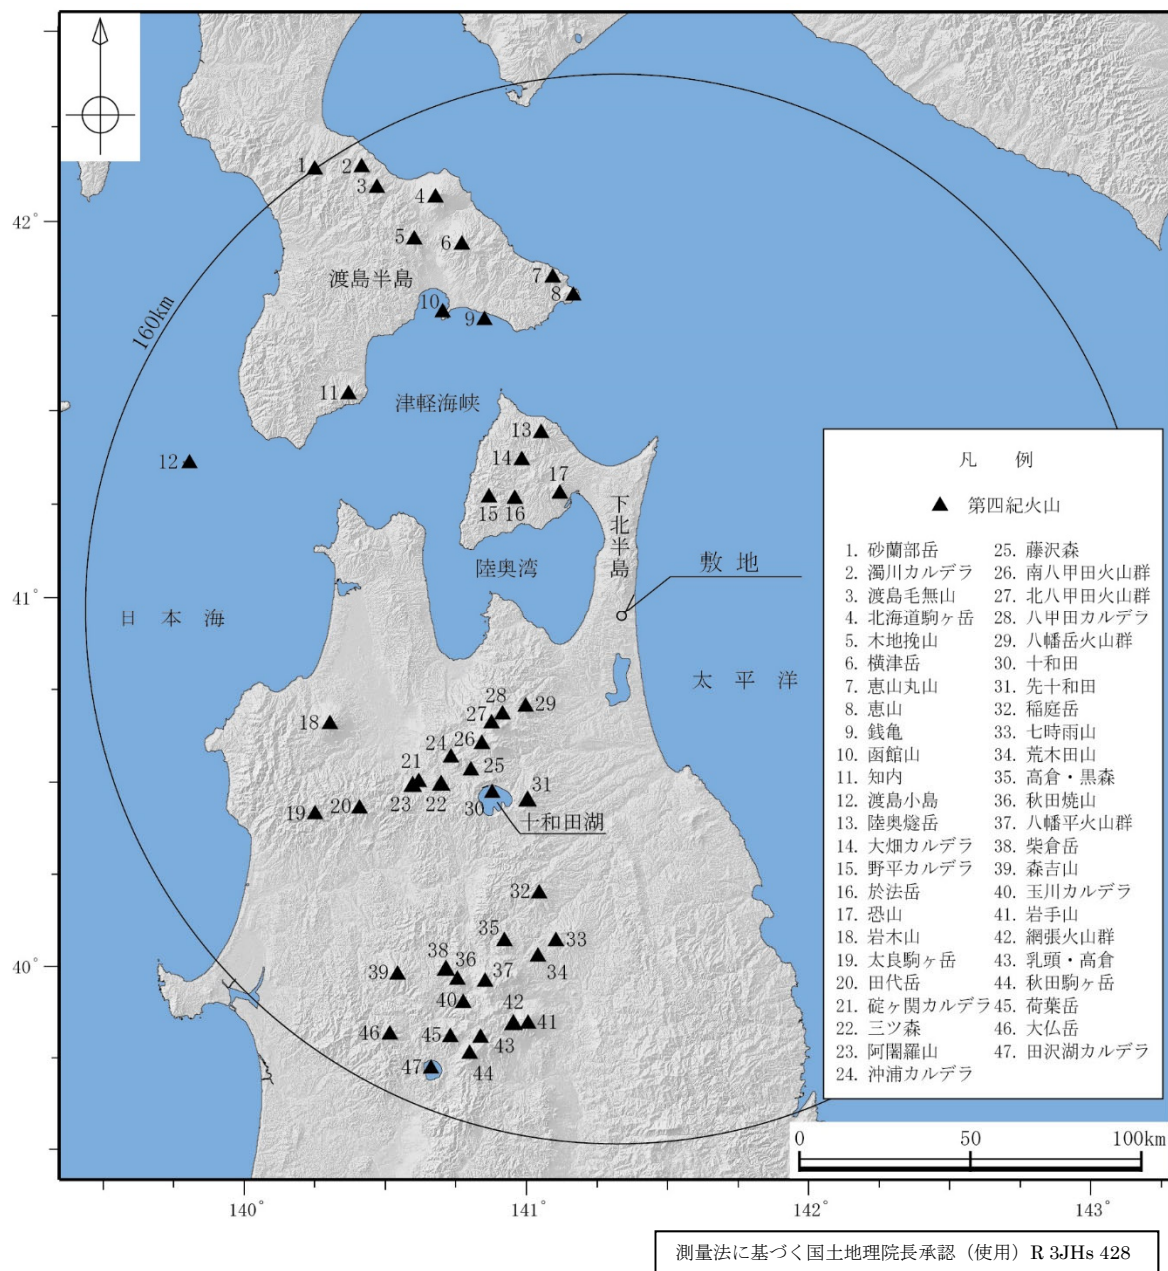 1
2
3
4
42°
5
6
160km
渡島半島
7
8
10
9
11
津軽海峡
13
12
14
17
15
16
下北半島
陸奥湾
敷 地
41°
日 本 海
太 平 洋
28
29
18
27
26
24
25
21
23
22
31
20
30
19
十和田湖
32
35
33
38
36
34
40°
39
37
40
42
41
46
45
43
44
47
凡 例
▲ 第四紀火山
1. 砂蘭部岳
2. 濁川カルデラ
3. 渡島毛無山
4. 北海道駒ヶ岳
5. 木地挽山
6. 横津岳
7. 恵山丸山
8. 恵山
9. 銭亀
10. 函館山
11. 知内
12. 渡島小島
13. 陸奥燧岳
14. 大畑カルデラ
15. 野平カルデラ
16. 於法岳
17. 恐山
18. 岩木山
19. 太良駒ヶ岳
20. 田代岳
21. 碇ヶ関カルデラ
22. 三ツ森
23. 阿闍羅山
24. 沖浦カルデラ
25. 藤沢森
26. 南八甲田火山群
27. 北八甲田火山群
28. 八甲田カルデラ
29. 八幡岳火山群
30. 十和田
31. 先十和田
32. 稲庭岳
33. 七時雨山
34. 荒木田山
35. 高倉・黒森
36. 秋田焼山
37. 八幡平火山群
38. 柴倉岳
39. 森吉山
40. 玉川カルデラ
41. 岩手山
42. 網張火山群
43. 乳頭・高倉
44. 秋田駒ヶ岳
45. 荷葉岳
46. 大仏岳
47. 田沢湖カルデラ
0 50 100km
140° 141° 142° 143°
測量法に基づく国土地理院長承認（使用）R 3JHs 428